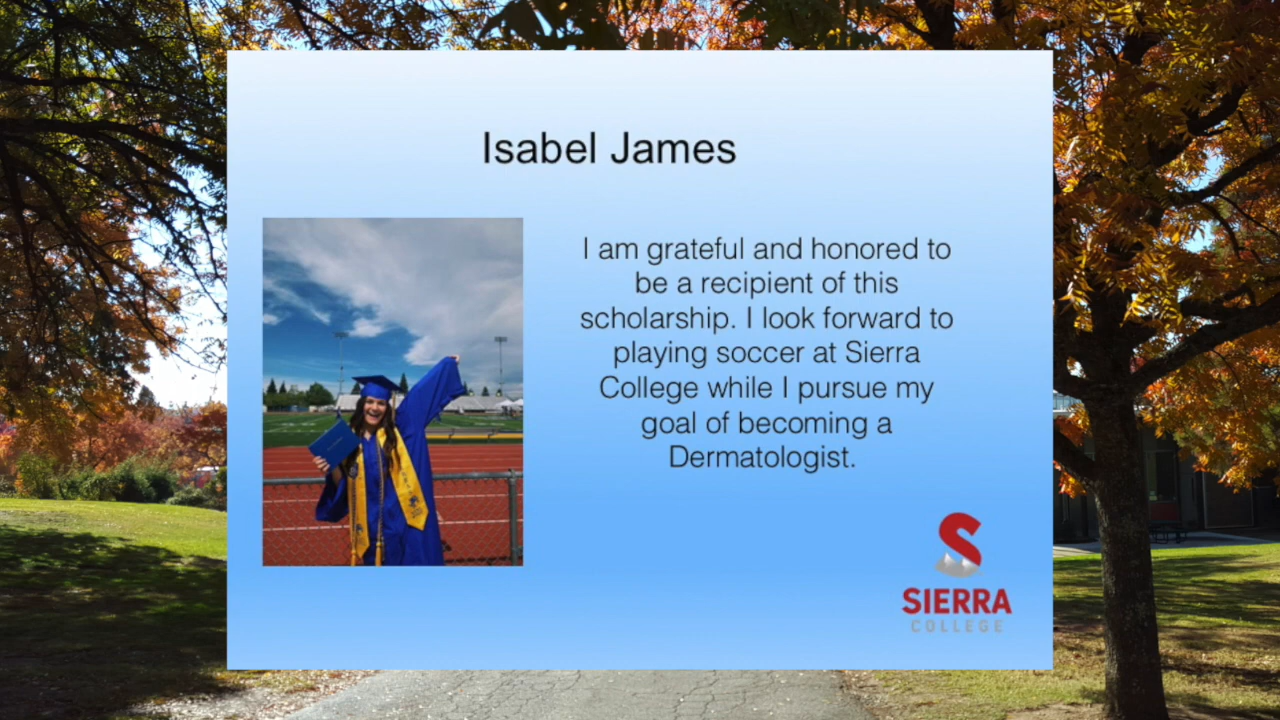 Isabel James
I am grateful and honored to
be a recipient of this
scholarship. I look forward to
playing soccer at Sierra
College while I pursue my
goal of becoming a
Dermatologist.
SIERRA
COLLEGE